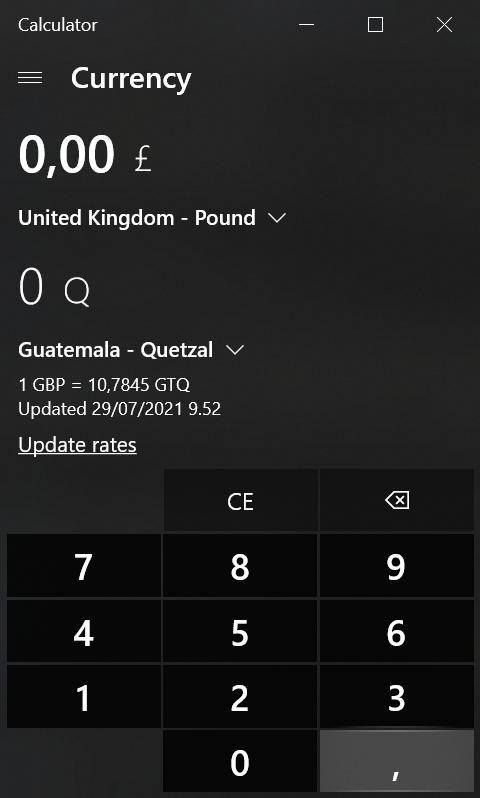 Calculator
Currency
0,00 £
United Kingdom - Pound
0 Q
Guatemala - Quetzal
1 GBP = 10,7845 GTQ
Updated 29/07/2021 9.52
Update rates
CE
7 8 9
4 5 6
1 2 3
0 ,